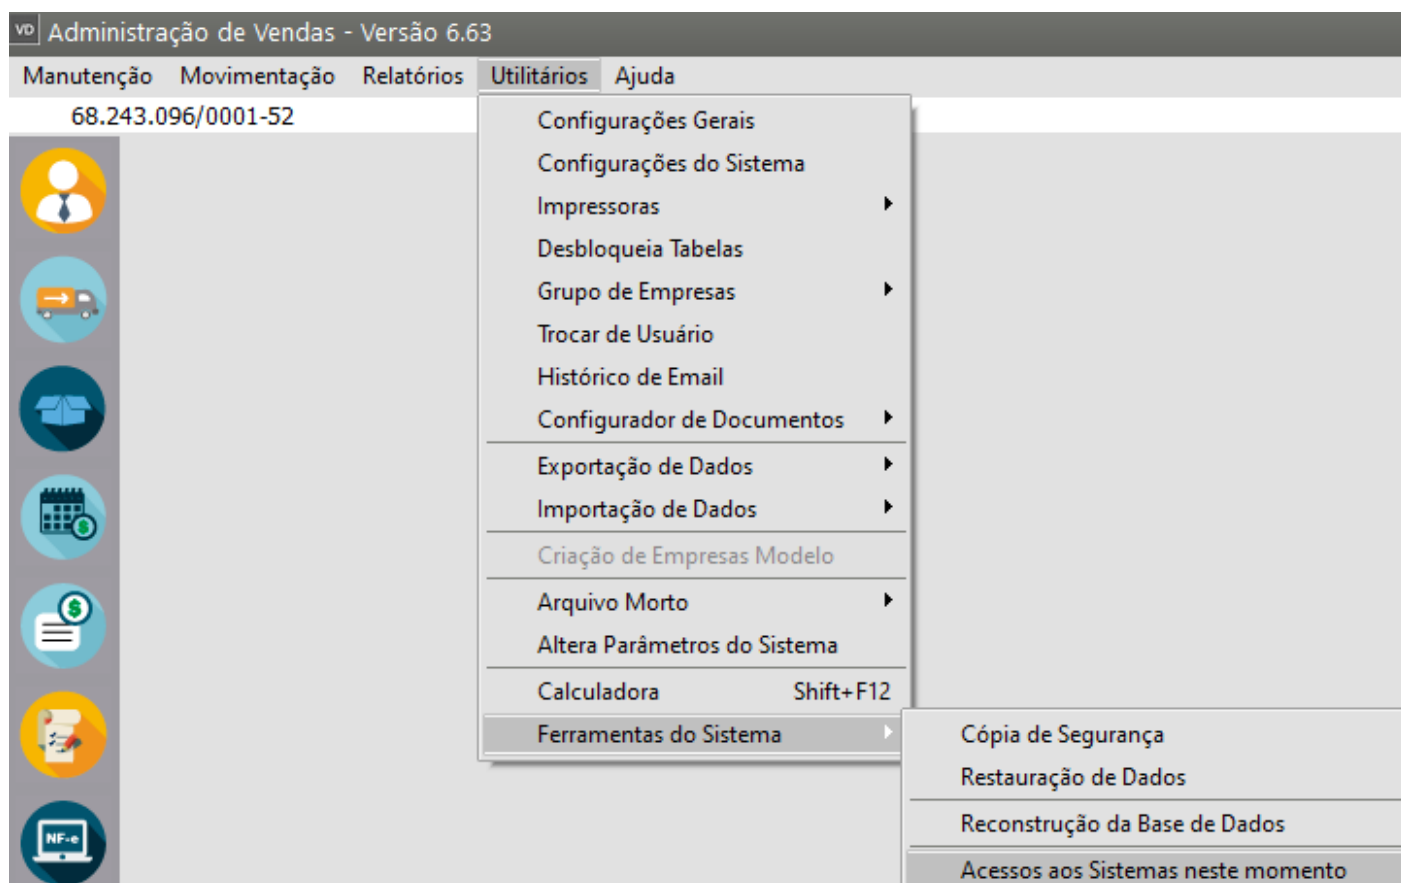 VD Administração de Vendas - Versão 6.63
Manutenção Movimentação Relatórios Utilitários Ajuda
68.243.096/0001-52
Configurações Gerais
Configurações do Sistema
Impressoras
Desbloqueia Tabelas
Grupo de Empresas
Trocar de Usuário
Histórico de Email
Configurador de Documentos
Exportação de Dados
Importação de Dados
Criação de Empresas Modelo
Arquivo Morto
Altera Parâmetros do Sistema
Calculadora Shift+F12
Ferramentas do Sistema
Cópia de Segurança
Restauração de Dados
Reconstrução da Base de Dados
Acessos aos Sistemas neste momento
$
$
NF-e